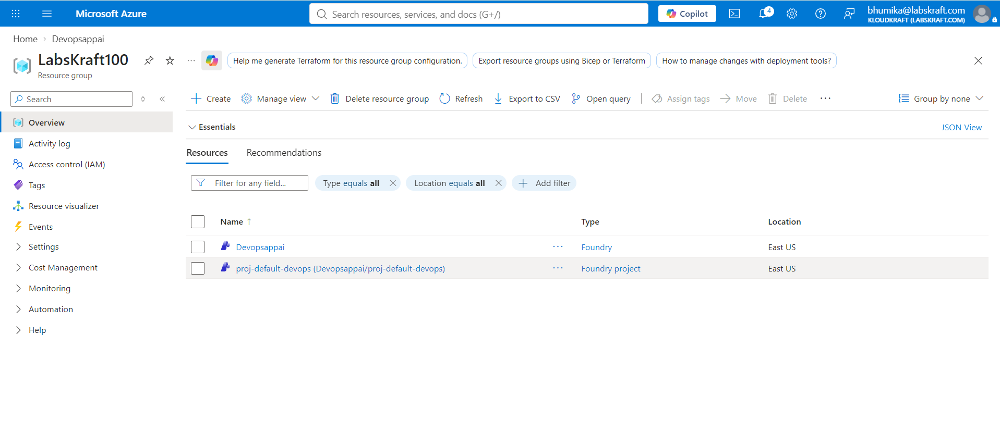 Microsoft Azure
Search resources, services, and docs (G+/)
Copilot
4
bhumika@labskraft.com
KLOUDKRAFT (LABSKRAFT.COM)
Home > Devopsappai
LabsKraft100
Resource group
Help me generate Terraform for this resource group configuration.
Export resource groups using Bicep or Terraform
How to manage changes with deployment tools?
Search
Create
Manage view
Delete resource group
Refresh
Export to CSV
Open query
Assign tags
Move
Delete
Group by none
Overview
Activity log
Access control (IAM)
Tags
Resource visualizer
Events
Settings
Cost Management
Monitoring
Automation
Help
Essentials
JSON View
Resources
Recommendations
Filter for any field...
Type equals all
Location equals all
Add filter
Name ↑ Type Location
Devopsappai ... Foundry East US
proj-default-devops (Devopsappai/proj-default-devops) ... Foundry project East US